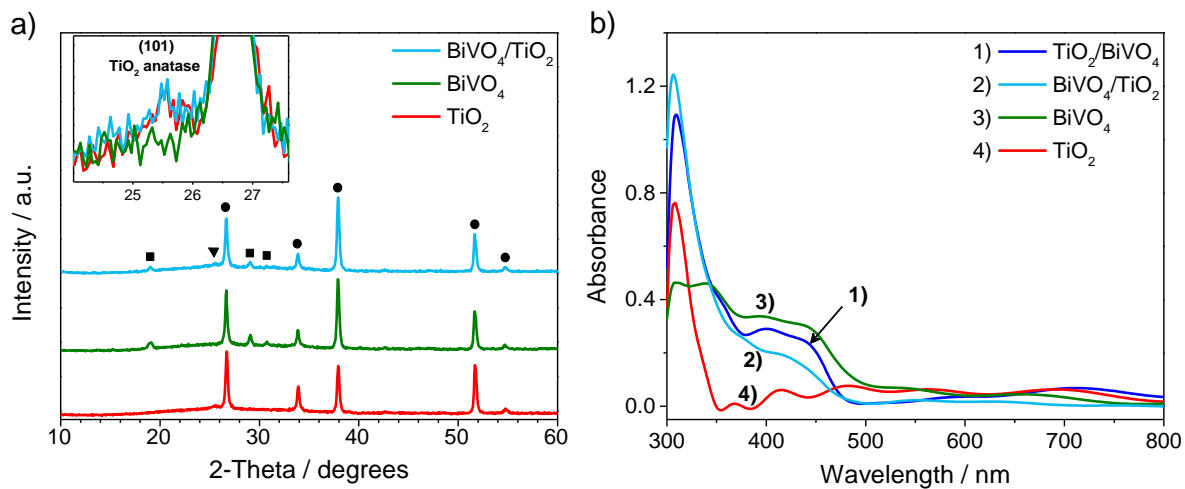 a)
(101)
TiO₂ anatase
25 26 27
BiVO₄/TiO₂
BiVO₄
TiO₂
Intensity / a.u.
10 20 30 40 50 60
2-Theta / degrees
b)
1) TiO₂/BiVO₄
2) BiVO₄/TiO₂
3) BiVO₄
4) TiO₂
1.2
0.8
0.4
0.0
Absorbance
3)
1)
2)
4)
300 400 500 600 700 800
Wavelength / nm